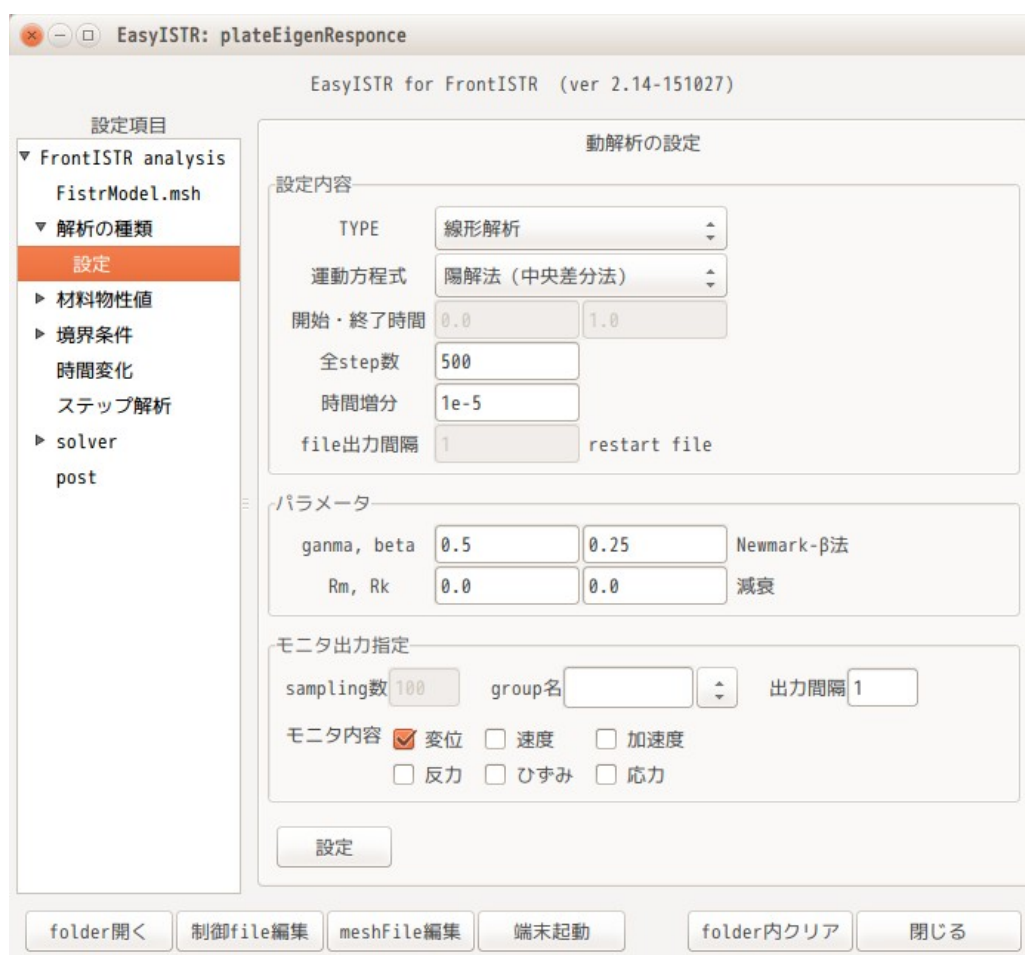 EasyISTR: plateEigenResponce
EasyISTR for FrontISTR (ver 2.14-151027)
設定項目
FrontISTR analysis
FistrModel.msh
解析の種類
設定
材料物性値
境界条件
時間変化
ステップ解析
solver
post
動解析の設定
設定内容
TYPE 線形解析
運動方程式 陽解法（中央差分法）
開始・終了時間 0.0 1.0
全step数 500
時間増分 1e-5
file出力間隔 1 restart file
パラメータ
ganma, beta 0.5 0.25 Newmark-β法
Rm, Rk 0.0 0.0 減衰
モニタ出力指定
sampling数 100 group名 出力間隔 1
モニタ内容 変位 速度 加速度
反力 ひずみ 応力
設定
folder開く 制御file編集 meshFile編集 端末起動 folder内クリア 閉じる